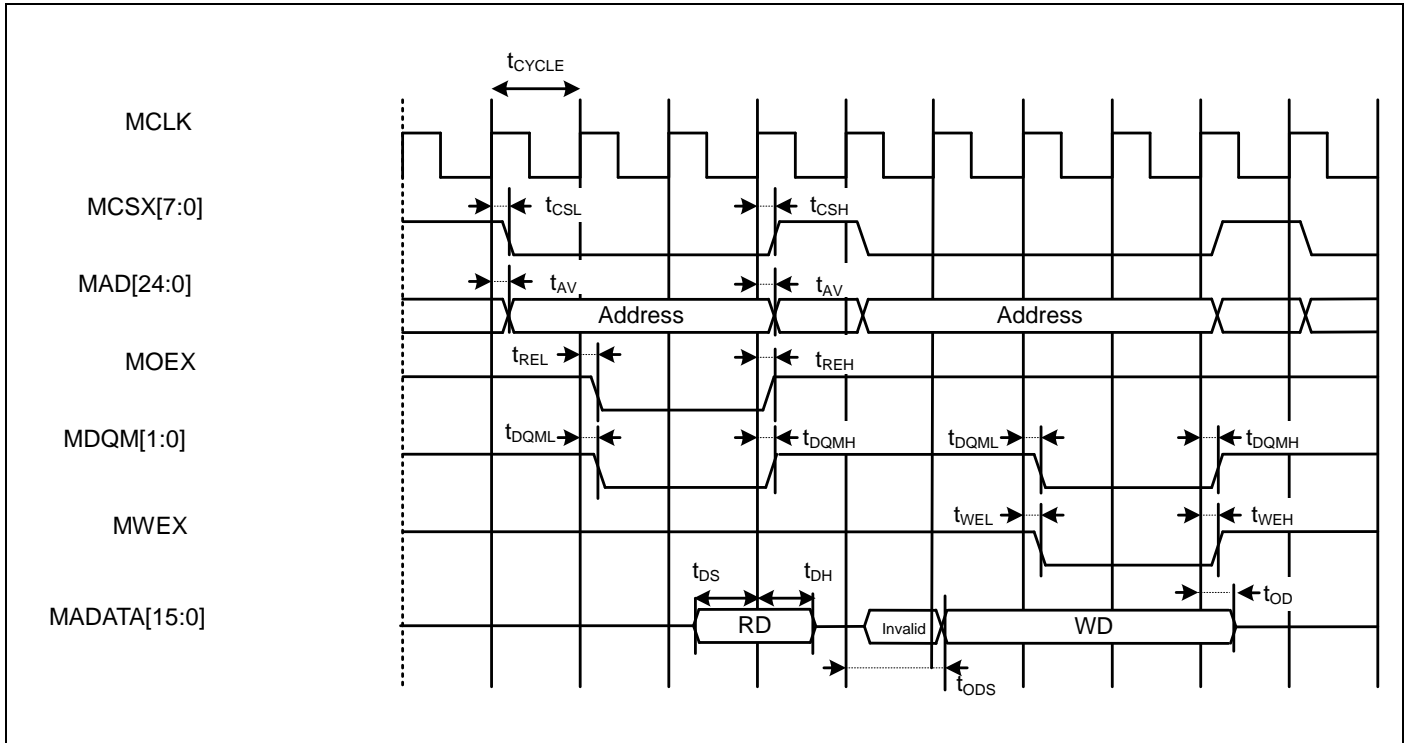 tCYCLE
MCLK
MCSX[7:0]
tCSL
tCSH
MAD[24:0]
tAV
tAV
Address
Address
MOEX
tREL
tREH
MDQM[1:0]
tDQML
tDQMH
tDQML
tDQMH
MWEX
tWEL
tWEH
tDS
tDH
MADATA[15:0]
tOD
RD
Invalid
WD
tODS